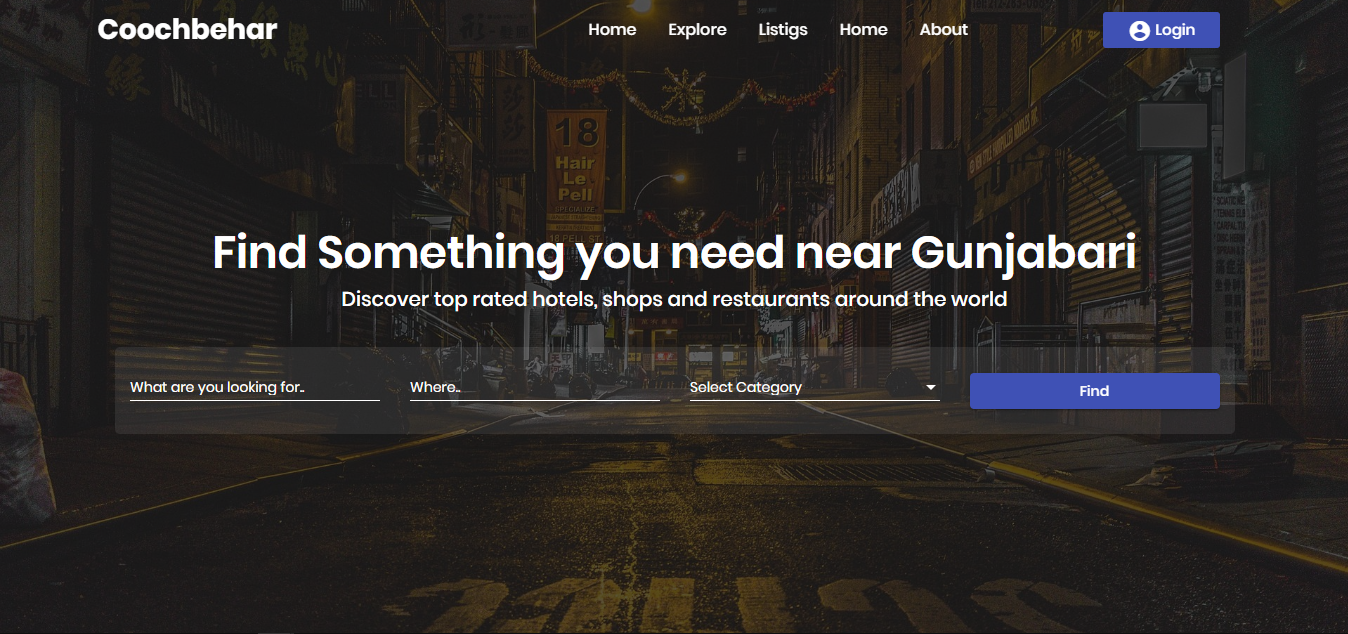 Coochbehar
Home
Explore
Listigs
Home
About
Login
18
Hair
Le
Pell
SPECIALIZE
Find Something you need near Gunjabari
Discover top rated hotels, shops and restaurants around the world
What are you looking for..
Where..
Select Category
Find